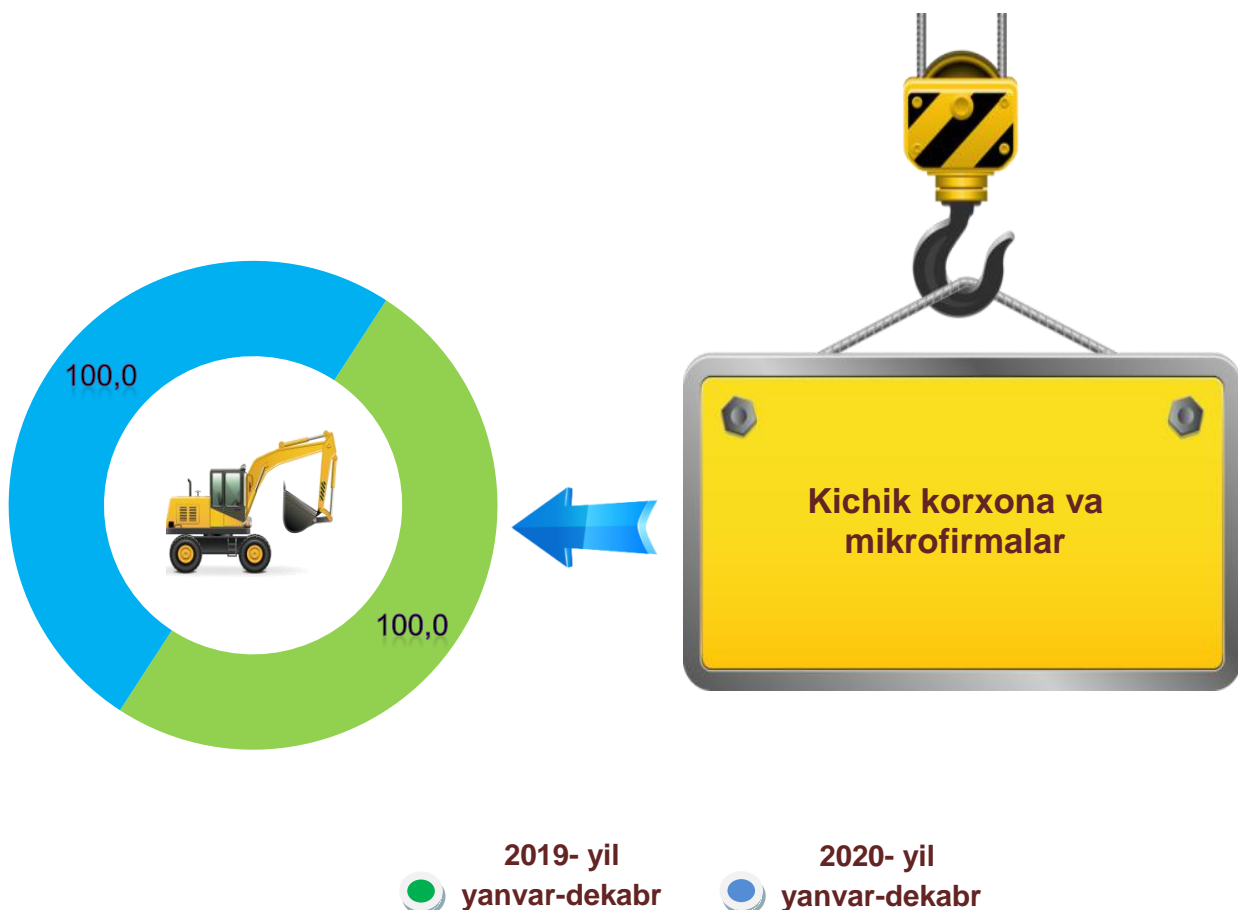 100,0
Kichik korxona va
mikrofirmalar
100,0
2019- yil
yanvar-dekabr
2020- yil
yanvar-dekabr